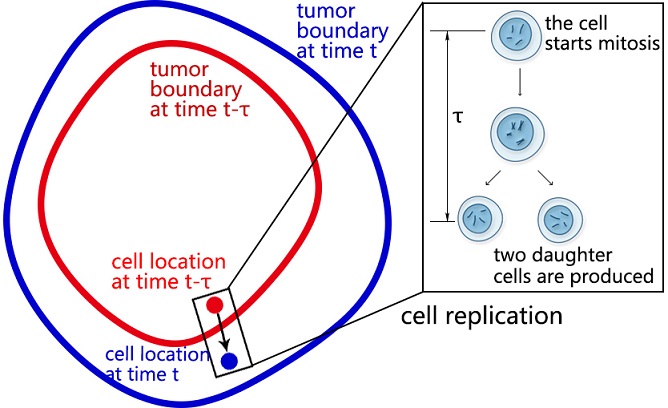 tumor
boundary
at time t
tumor
boundary
at time t-τ
cell location
at time t-τ
cell location
at time t
the cell
starts mitosis
τ
two daughter
cells are produced
cell replication